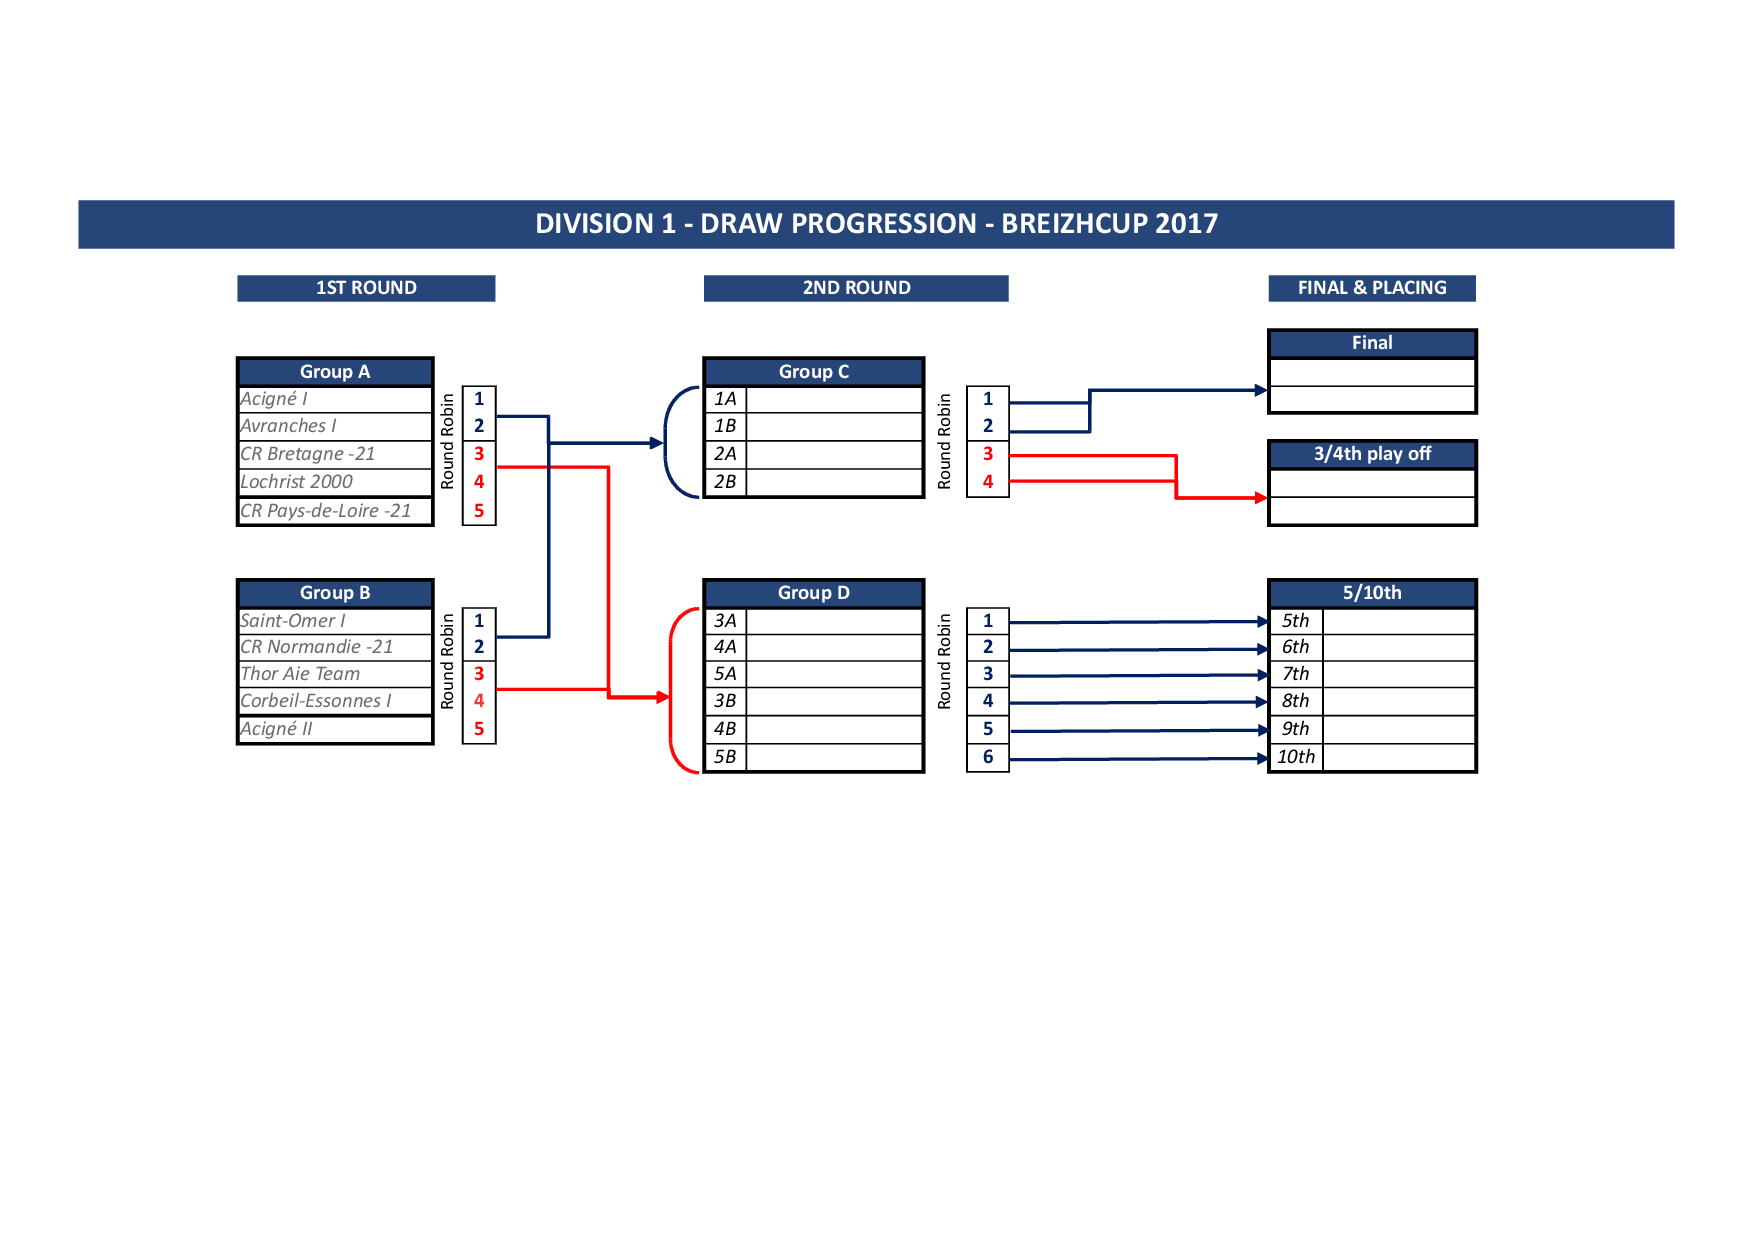 DIVISION 1 - DRAW PROGRESSION - BREIZHCUP 2017
1ST ROUND
2ND ROUND
FINAL & PLACING
Group A
Acigné I
Avranches I
CR Bretagne -21
Lochrist 2000
CR Pays-de-Loire -21
Round Robin
1
2
3
4
5
Group B
Saint-Omer I
CR Normandie -21
Thor Aie Team
Corbeil-Essonnes I
Acigné II
Round Robin
1
2
3
4
5
Group C
1A
1B
2A
2B
Round Robin
1
2
3
4
Group D
3A
4A
5A
3B
4B
5B
Round Robin
1
2
3
4
5
6
Final
3/4th play off
5/10th
5th
6th
7th
8th
9th
10th